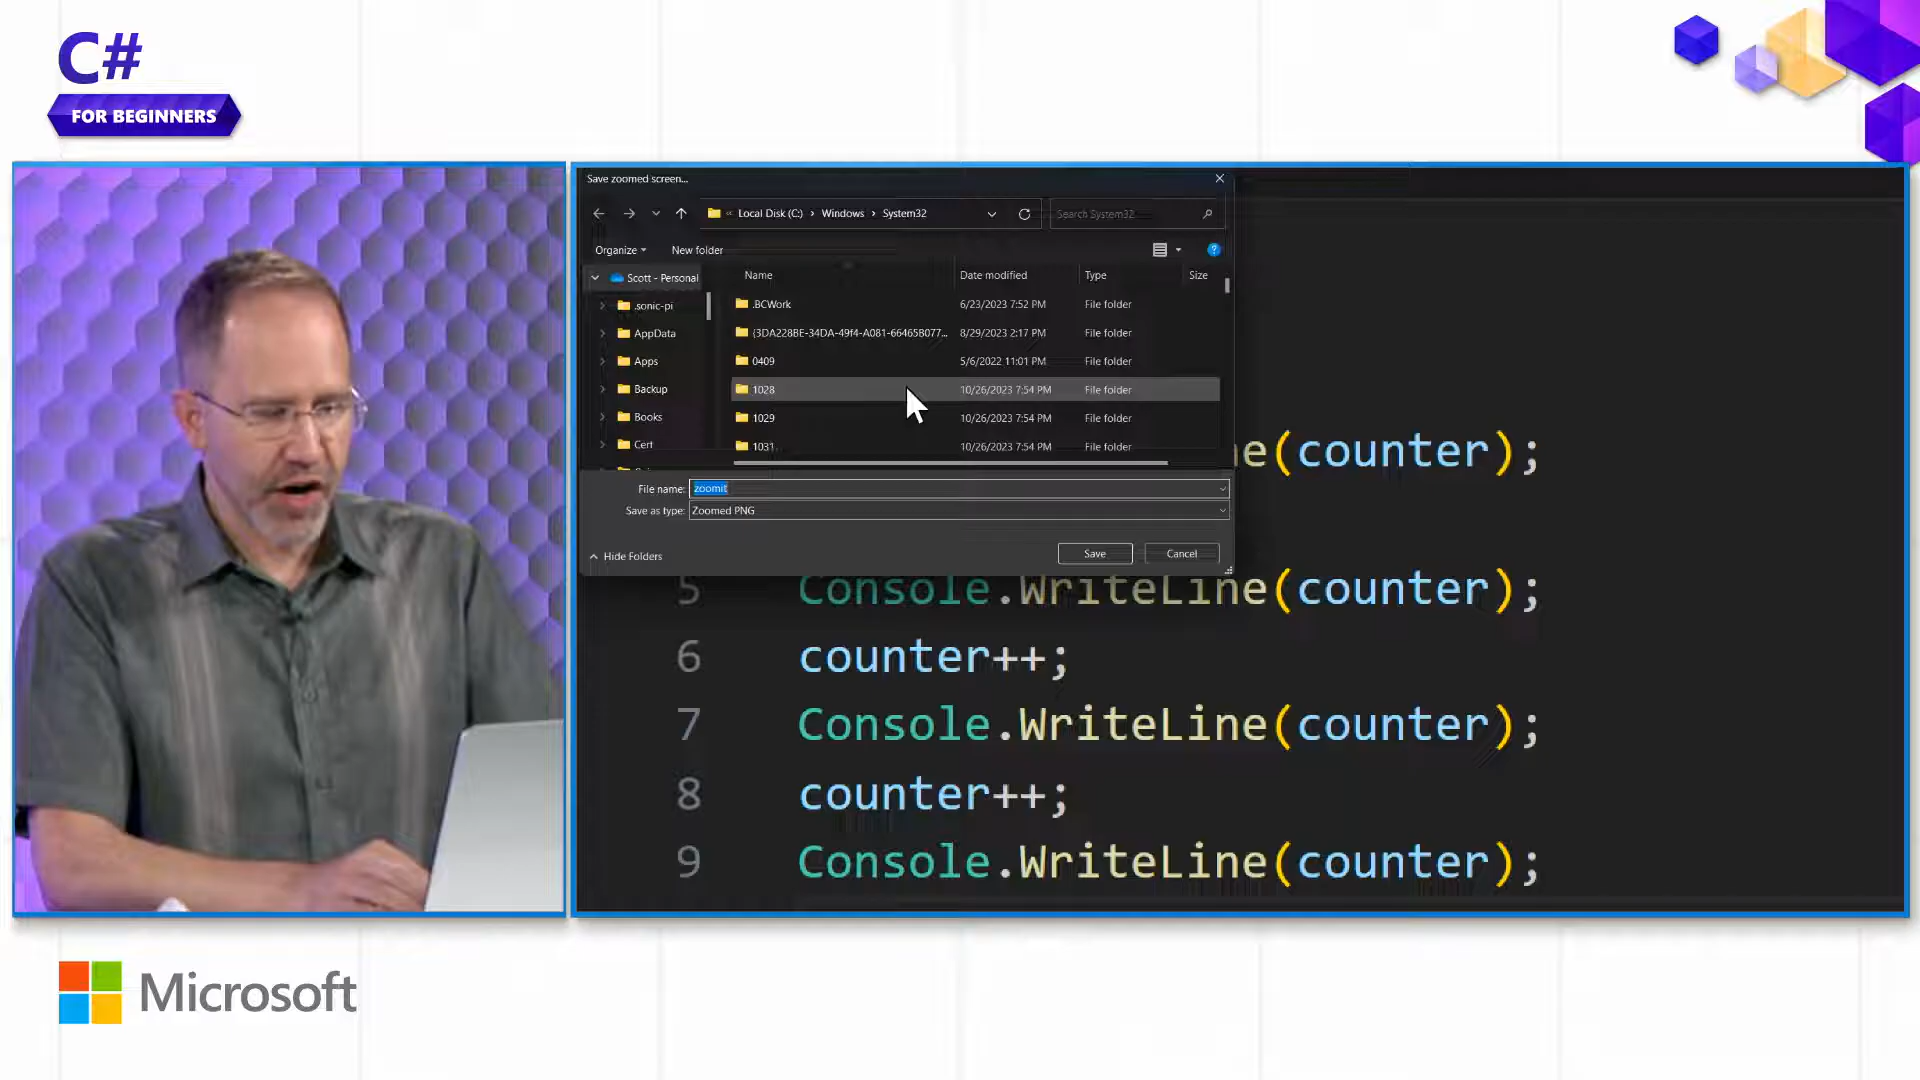 C#
FOR BEGINNERS
Save zoomed screen...
« Local Disk (C:) › Windows › System32
Search System32
Organize
New folder
?
Name
Date modified
Type
Size
Scott - Personal
.sonic-pi
AppData
Apps
Backup
Books
Cert
.BCWork 6/23/2023 7:52 PM File folder
{3DA228BE-34DA-49f4-A081-66465B077... 8/29/2023 2:17 PM File folder
0409 5/6/2022 11:01 PM File folder
1028 10/26/2023 7:54 PM File folder
1029 10/26/2023 7:54 PM File folder
1031 10/26/2023 7:54 PM File folder
File name: zoomit
Save as type: Zoomed PNG
Hide Folders
Save
Cancel
ne(counter);
5 Console.WriteLine(counter);
6 counter++;
7 Console.WriteLine(counter);
8 counter++;
9 Console.WriteLine(counter);
Microsoft